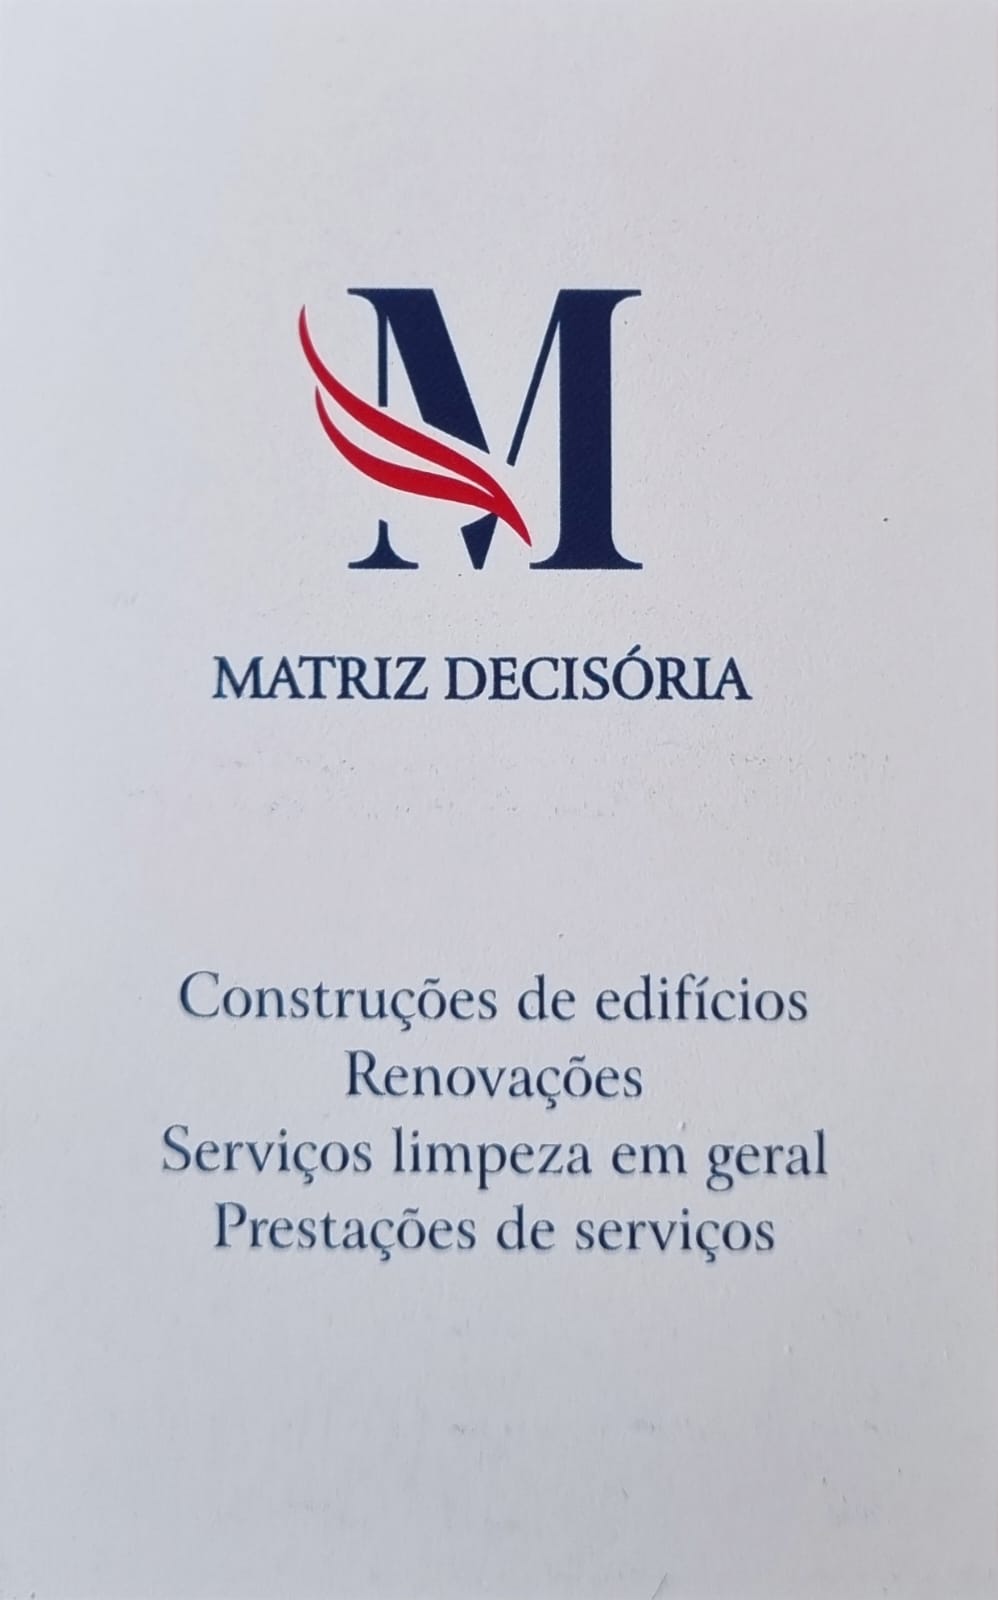 M
MATRIZ DECISÓRIA
Construções de edifícios
Renovações
Serviços limpeza em geral
Prestações de serviços